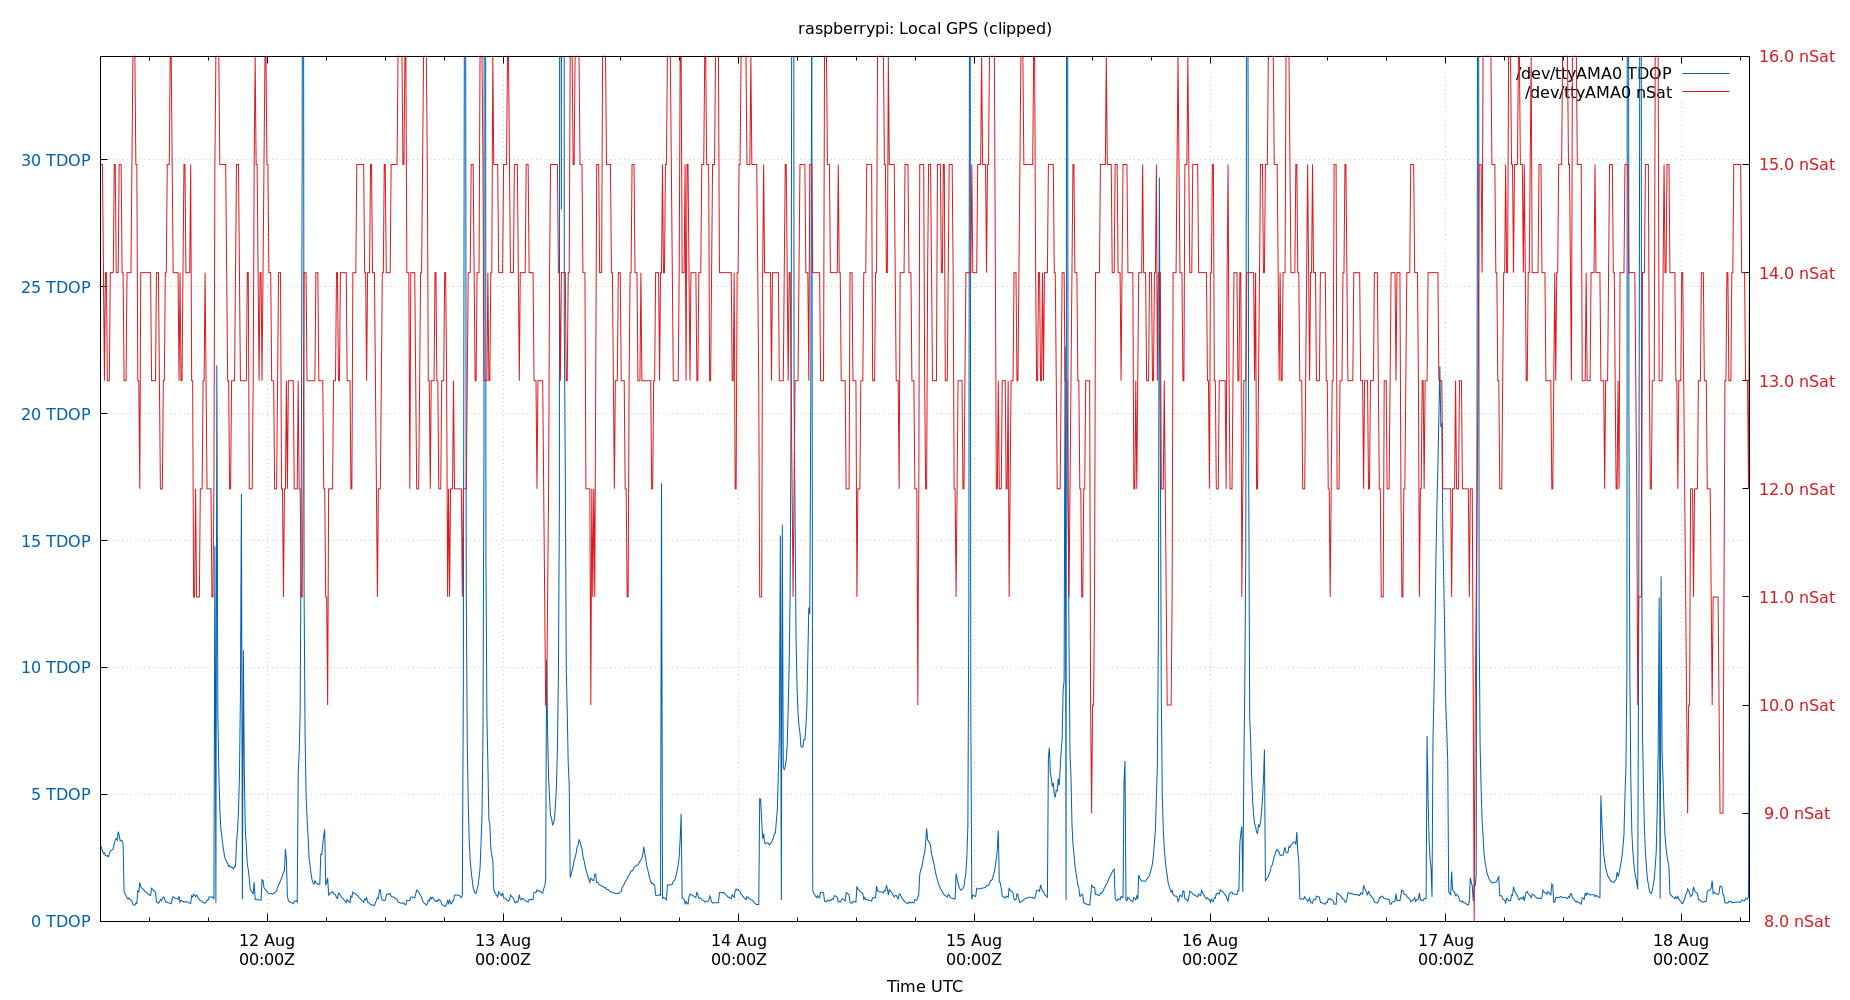 raspberrypi: Local GPS (clipped)
/dev/ttyAMA0 TDOP
/dev/ttyAMA0 nSat
30 TDOP
25 TDOP
20 TDOP
15 TDOP
10 TDOP
5 TDOP
0 TDOP
16.0 nSat
15.0 nSat
14.0 nSat
13.0 nSat
12.0 nSat
11.0 nSat
10.0 nSat
9.0 nSat
8.0 nSat
12 Aug
00:00Z
13 Aug
00:00Z
14 Aug
00:00Z
15 Aug
00:00Z
16 Aug
00:00Z
17 Aug
00:00Z
18 Aug
00:00Z
Time UTC